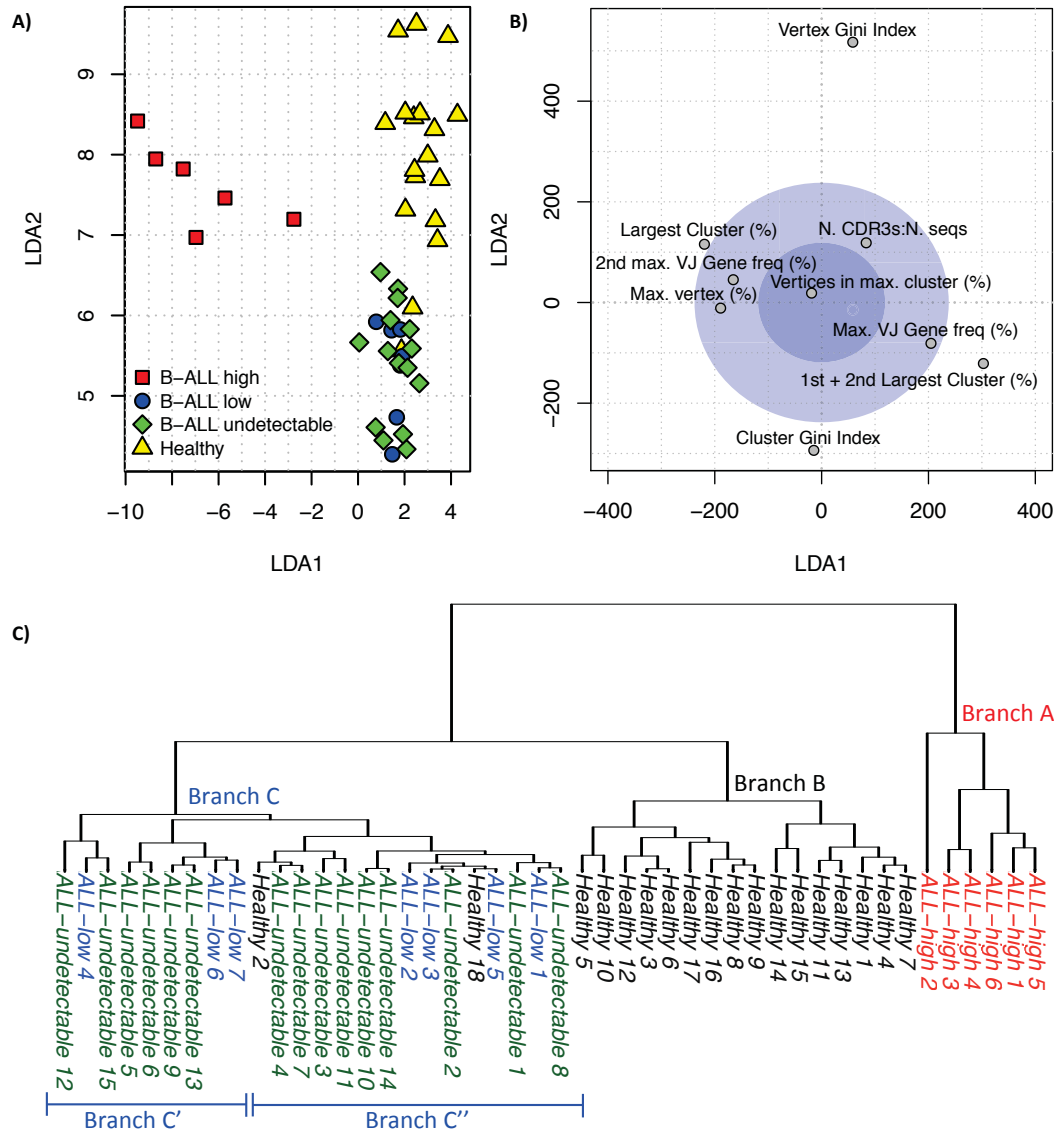 A)
LDA2
9
8
7
6
5
B-ALL high
B-ALL low
B-ALL undetectable
Healthy
−10
−6
−4
−2
0
2
4
LDA1
B)
LDA2
400
200
0
−200
Vertex Gini Index
Largest Cluster (%)
N. CDR3s:N. seqs
2nd max. VJ Gene freq (%)
Vertices in max. cluster (%)
Max. vertex (%)
Max. VJ Gene freq (%)
1st + 2nd Largest Cluster (%)
Cluster Gini Index
−400
−200
0
200
400
LDA1
C)
Branch A
Branch B
Branch C
ALL−undetectable 12
ALL−low 4
ALL−undetectable 15
ALL−undetectable 5
ALL−undetectable 6
ALL−undetectable 9
ALL−undetectable 13
ALL−low 6
ALL−low 7
Healthy 2
ALL−undetectable 4
ALL−undetectable 7
ALL−undetectable 3
ALL−undetectable 11
ALL−undetectable 10
ALL−undetectable 14
ALL−low 2
ALL−low 3
ALL−undetectable 2
Healthy 18
ALL−low 5
ALL−undetectable 1
ALL−low 1
ALL−undetectable 8
Healthy 5
Healthy 10
Healthy 12
Healthy 3
Healthy 6
Healthy 17
Healthy 16
Healthy 8
Healthy 9
Healthy 14
Healthy 15
Healthy 11
Healthy 13
Healthy 1
Healthy 4
Healthy 7
ALL−high 2
ALL−high 3
ALL−high 4
ALL−high 6
ALL−high 1
ALL−high 5
Branch C′
Branch C′′